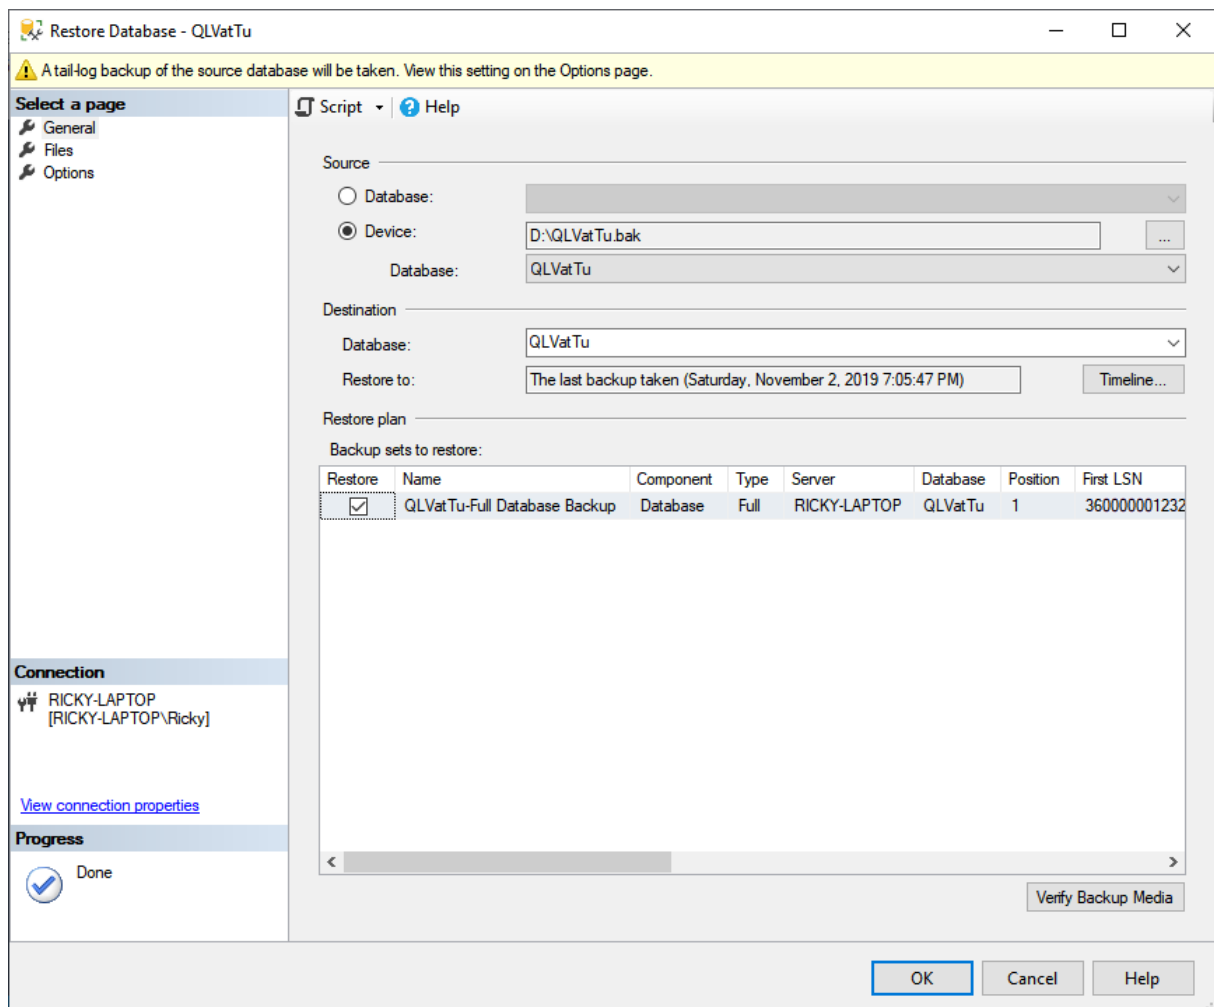 Restore Database - QLVatTu
A tail-log backup of the source database will be taken. View this setting on the Options page.
Select a page
General
Files
Options
Script
Help
Source
Database:
Device:
D:\QLVatTu.bak
...
Database:
QLVatTu
Destination
Database:
QLVatTu
Restore to:
The last backup taken (Saturday, November 2, 2019 7:05:47 PM)
Timeline...
Restore plan
Backup sets to restore:
Restore Name Component Type Server Database Position First LSN
QLVatTu-Full Database Backup Database Full RICKY-LAPTOP QLVatTu 1 360000001232
Connection
RICKY-LAPTOP
[RICKY-LAPTOP\Ricky]
View connection properties
Progress
Done
Verify Backup Media
OK Cancel Help